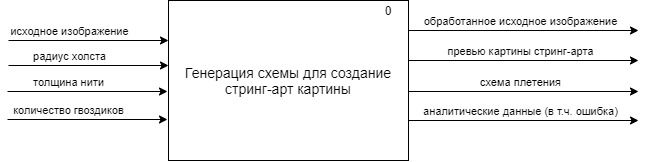 исходное изображение
радиус холста
толщина нити
количество гвоздиков
0
Генерация схемы для создание
стринг-арт картины
обработанное исходное изображение
превью картины стринг-арта
схема плетения
аналитические данные (в т.ч. ошибка)